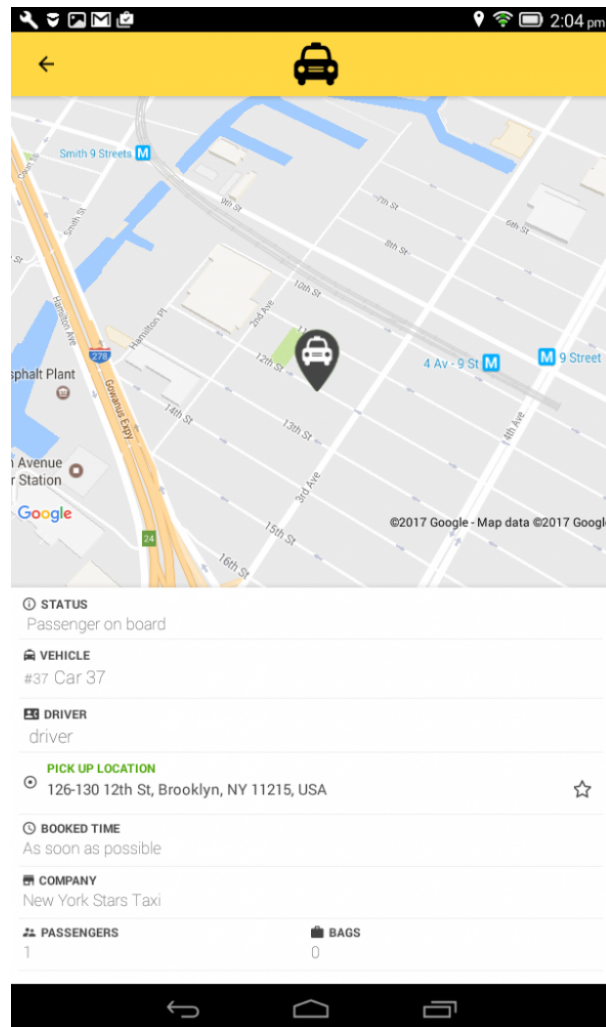 2:04 pm
Smith 9 Streets M
Smith St
9th St
7th St
6th St
8th St
10th St
Hamilton Ave
Hamilton Pl
2nd Ave
278
12th St
4 Av - 9 St M
M 9 Street
sphalt Plant
Gowanus Expy
14th St
13th St
4th Ave
n Avenue
r Station
3rd Ave
Google
©2017 Google - Map data ©2017 Googl
24
15th St
16th St
STATUS
Passenger on board
VEHICLE
#37 Car 37
DRIVER
driver
PICK UP LOCATION
126-130 12th St, Brooklyn, NY 11215, USA
BOOKED TIME
As soon as possible
COMPANY
New York Stars Taxi
PASSENGERS BAGS
1 0